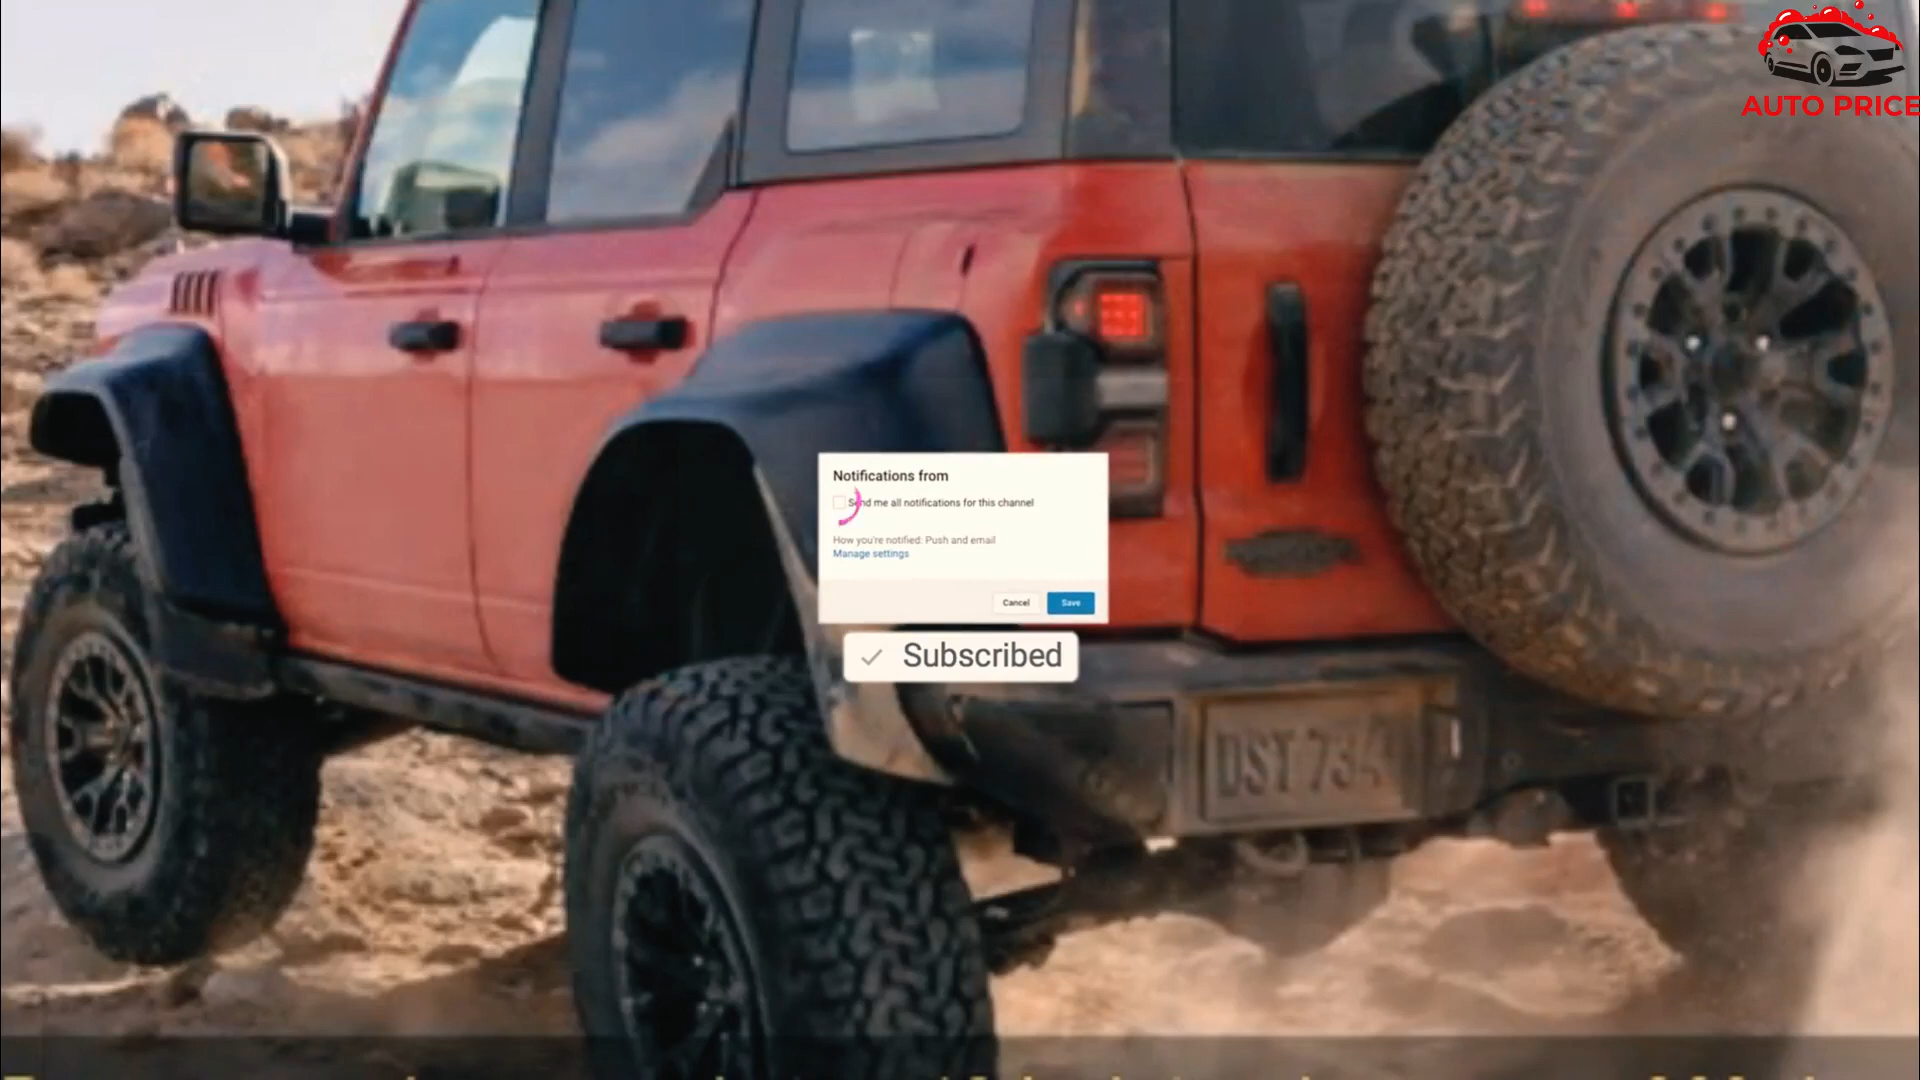 AUTO PRICE
Notifications from
Send me all notifications for this channel
How you're notified: Push and email
Manage settings
Cancel
Save
Subscribed
DST 734